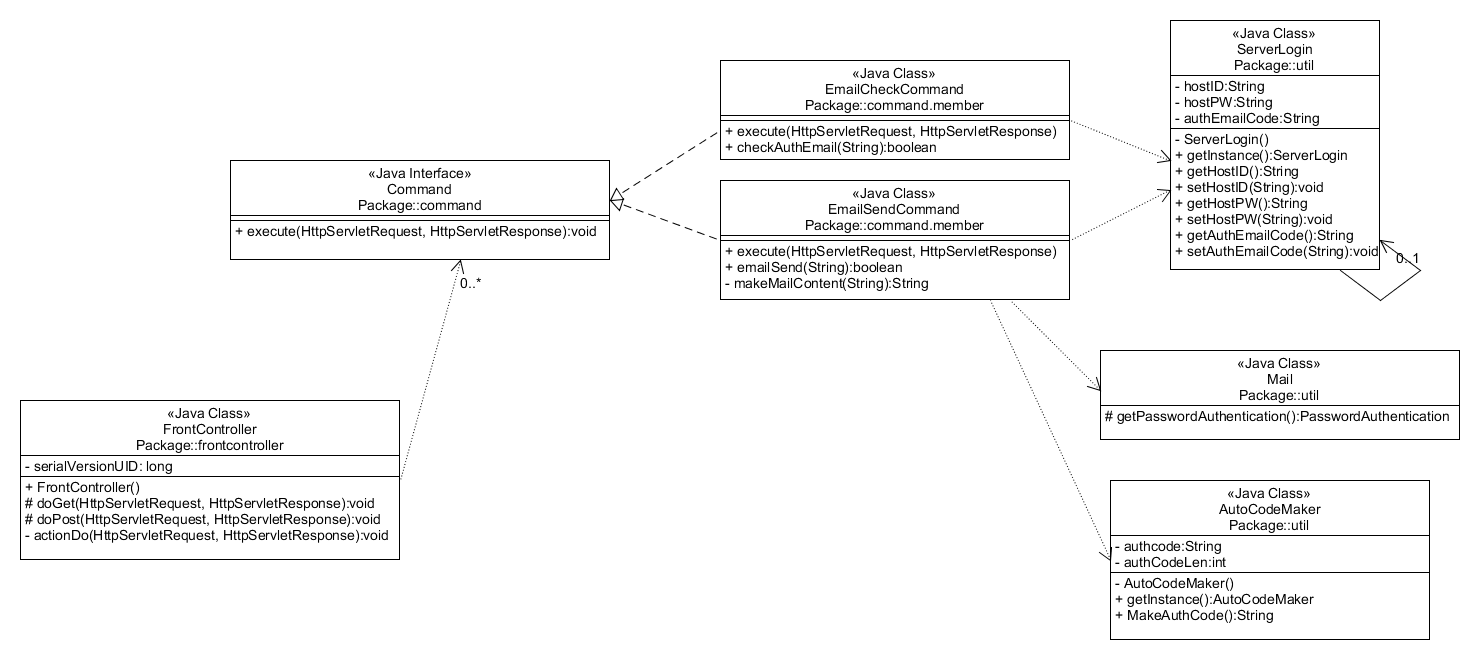 «Java Class»
ServerLogin
Package::util
- hostID:String
- hostPW:String
- authEmailCode:String
- ServerLogin()
+ getInstance():ServerLogin
+ getHostID():String
+ setHostID(String):void
+ getHostPW():String
+ setHostPW(String):void
+ getAuthEmailCode():String
+ setAuthEmailCode(String):void
0..1
«Java Class»
EmailCheckCommand
Package::command.member
+ execute(HttpServletRequest, HttpServletResponse)
+ checkAuthEmail(String):boolean
«Java Interface»
Command
Package::command
+ execute(HttpServletRequest, HttpServletResponse):void
0..*
«Java Class»
EmailSendCommand
Package::command.member
+ execute(HttpServletRequest, HttpServletResponse)
+ emailSend(String):boolean
- makeMailContent(String):String
«Java Class»
Mail
Package::util
# getPasswordAuthentication():PasswordAuthentication
«Java Class»
FrontController
Package::frontcontroller
- serialVersionUID: long
+ FrontController()
# doGet(HttpServletRequest, HttpServletResponse):void
# doPost(HttpServletRequest, HttpServletResponse):void
- actionDo(HttpServletRequest, HttpServletResponse):void
«Java Class»
AutoCodeMaker
Package::util
- authcode:String
- authCodeLen:int
- AutoCodeMaker()
+ getInstance():AutoCodeMaker
+ MakeAuthCode():String